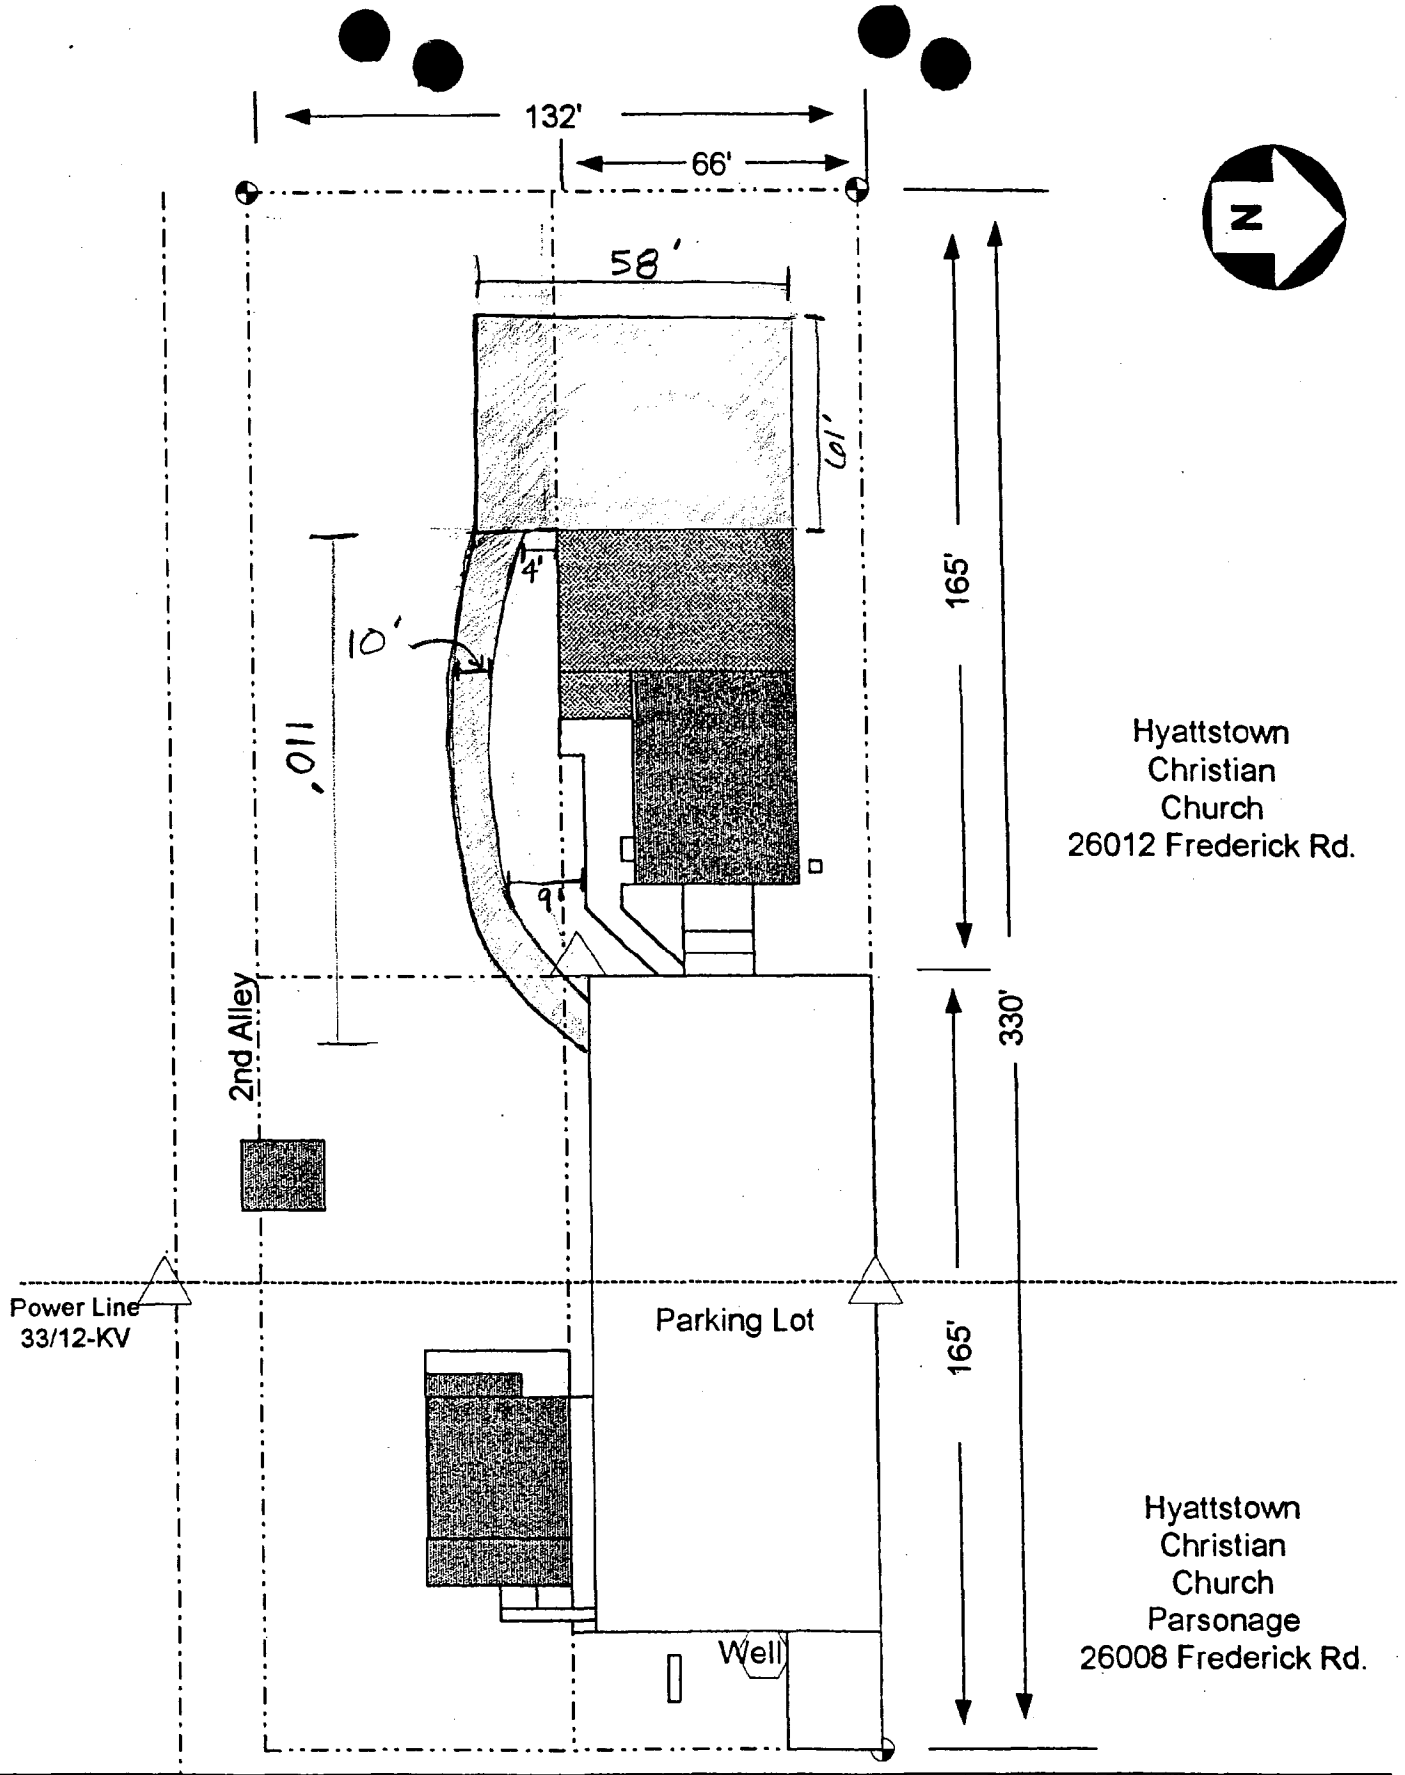 132'
66'
N
58'
4'
165'
10'
110'
Hyattstown
Christian
Church
26012 Frederick Rd.
9'
2nd Alley
330'
Power Line
33/12-KV
Parking Lot
165'
Hyattstown
Christian
Church
Parsonage
26008 Frederick Rd.
Well